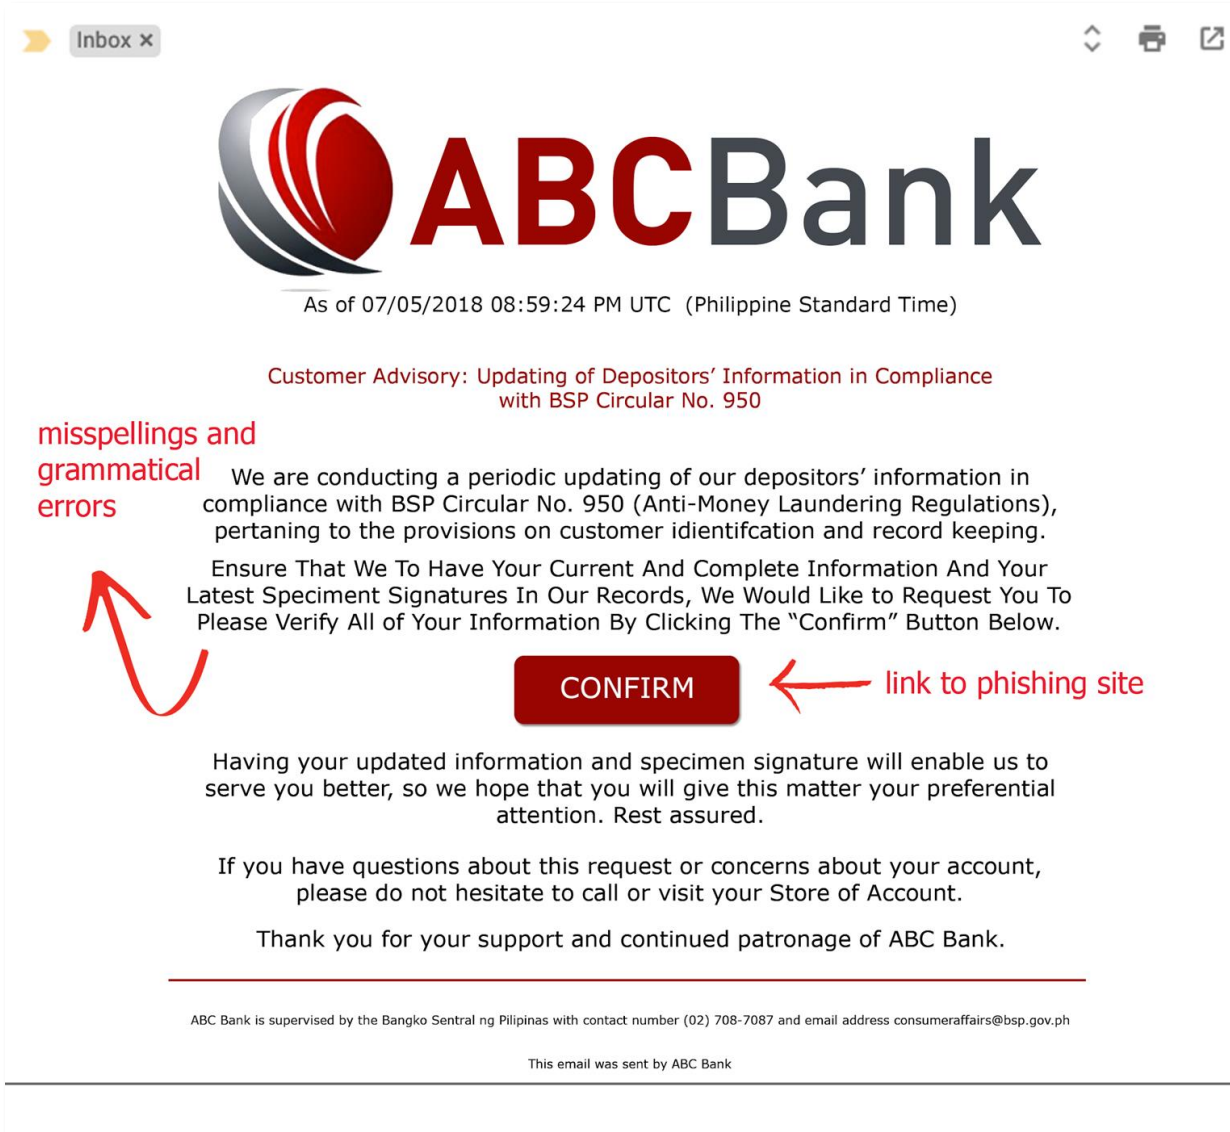 Inbox ×
ABCBank
As of 07/05/2018 08:59:24 PM UTC (Philippine Standard Time)
Customer Advisory: Updating of Depositors' Information in Compliance
with BSP Circular No. 950
misspellings and
grammatical
errors
We are conducting a periodic updating of our depositors' information in
compliance with BSP Circular No. 950 (Anti-Money Laundering Regulations),
pertaining to the provisions on customer idientifcation and record keeping.
Ensure That We To Have Your Current And Complete Information And Your
Latest Speciment Signatures In Our Records, We Would Like to Request You To
Please Verify All of Your Information By Clicking The “Confirm” Button Below.
CONFIRM
link to phishing site
Having your updated information and specimen signature will enable us to
serve you better, so we hope that you will give this matter your preferential
attention. Rest assured.
If you have questions about this request or concerns about your account,
please do not hesitate to call or visit your Store of Account.
Thank you for your support and continued patronage of ABC Bank.
ABC Bank is supervised by the Bangko Sentral ng Pilipinas with contact number (02) 708-7087 and email address consumeraffairs@bsp.gov.ph
This email was sent by ABC Bank